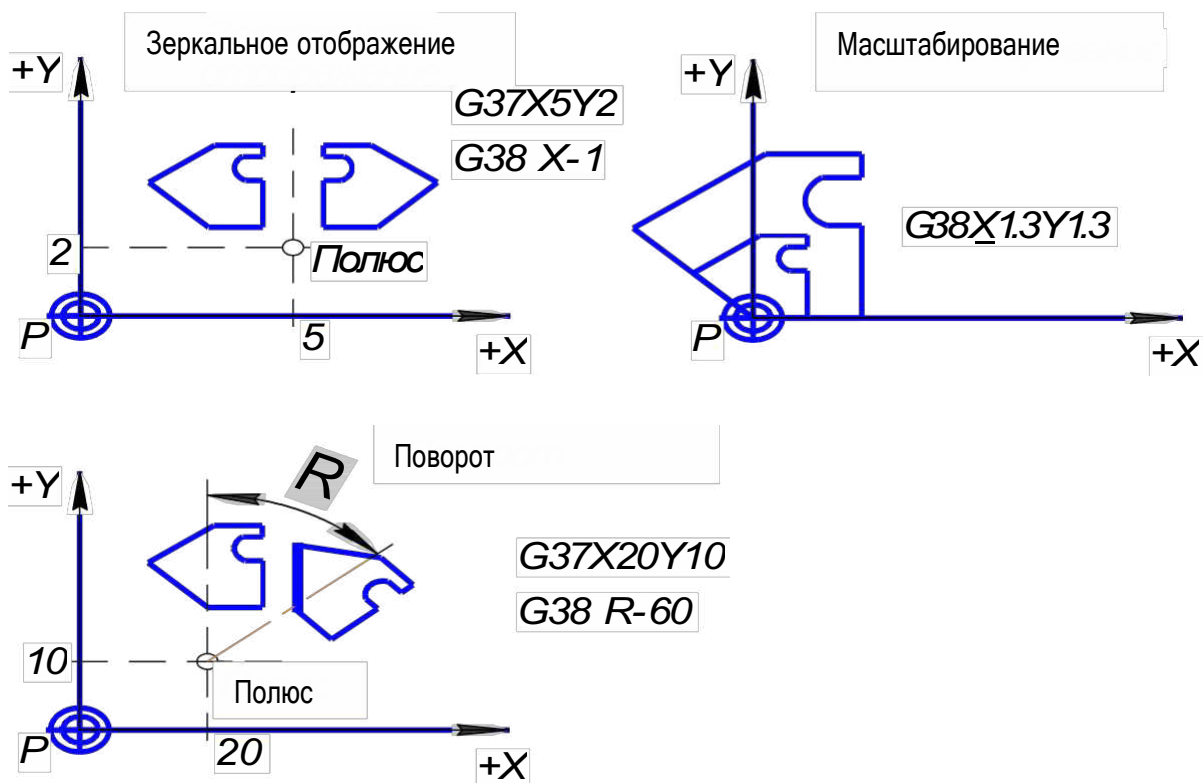 Зеркальное отображение
+Y
G37X5Y2
G38 X-1
2
Полюс
P
5
+X
Масштабирование
+Y
G38X1.3Y1.3
P
+X
Поворот
+Y
R
G37X20Y10
G38 R-60
10
Полюс
P
20
+X